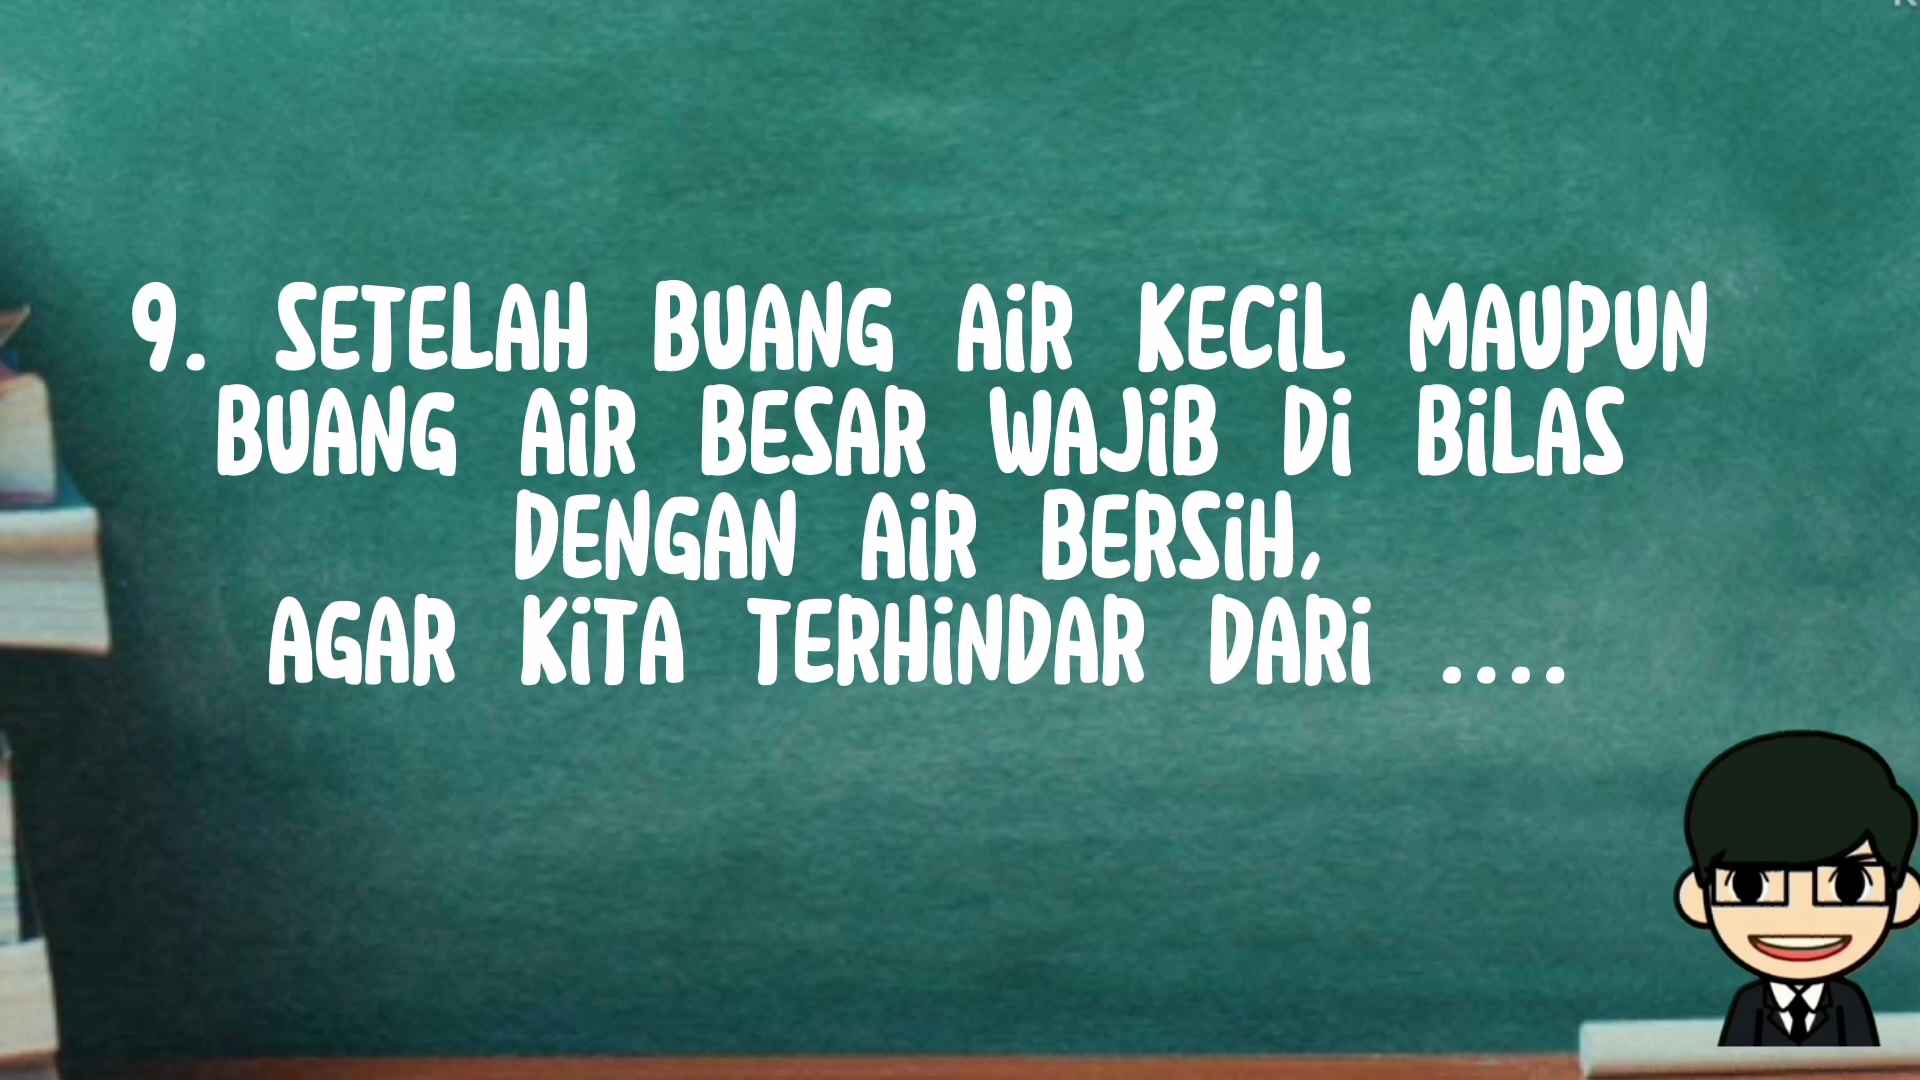 9. SETELAH BUANG AiR KECiL MAUPUN
BUANG AiR BESAR WAJiB Di BiLAS
DENGAN AiR BERSiH,
AGAR KiTA TERHiNDAR DARi ....